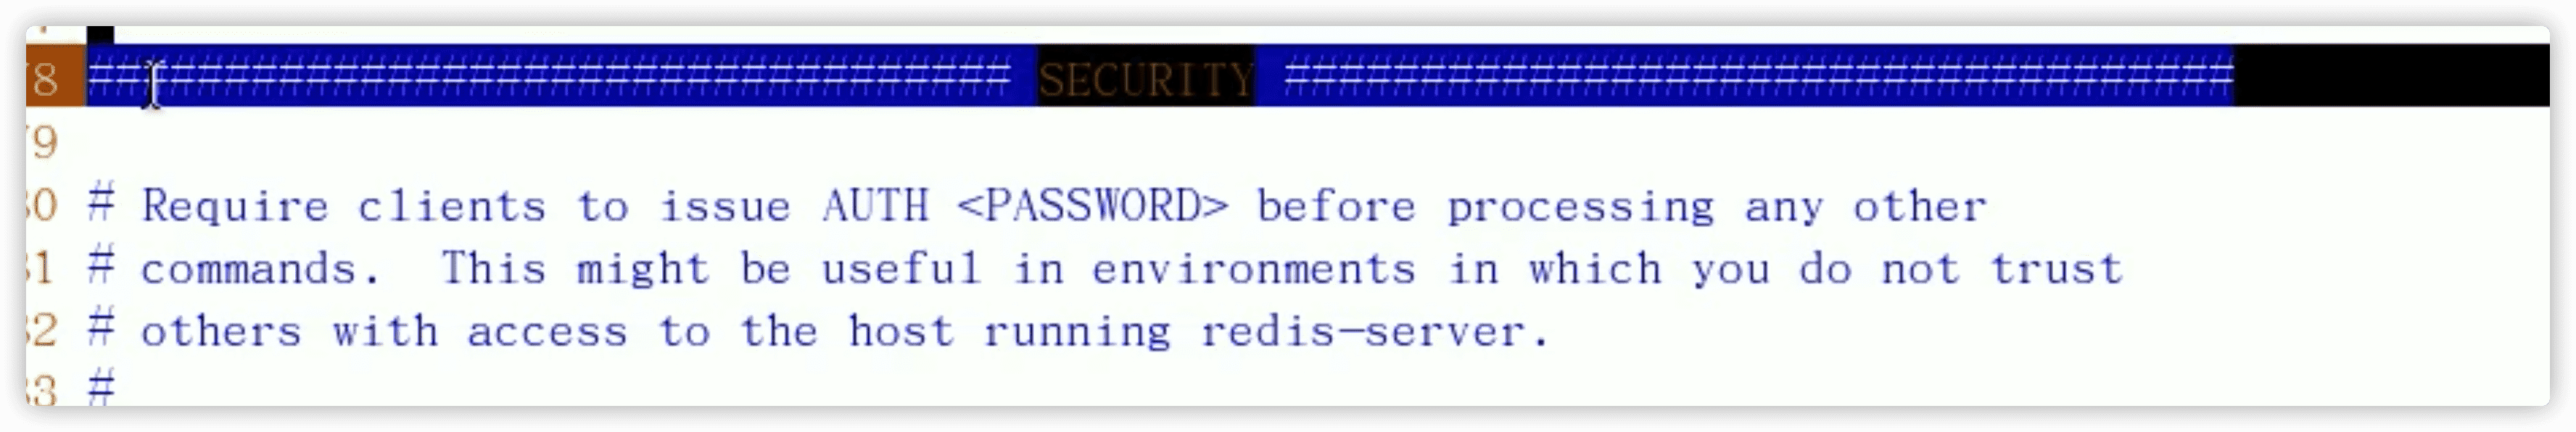 78 ################################## SECURITY ###################################
79
80 # Require clients to issue AUTH <PASSWORD> before processing any other
81 # commands.  This might be useful in environments in which you do not trust
82 # others with access to the host running redis-server.
83 #